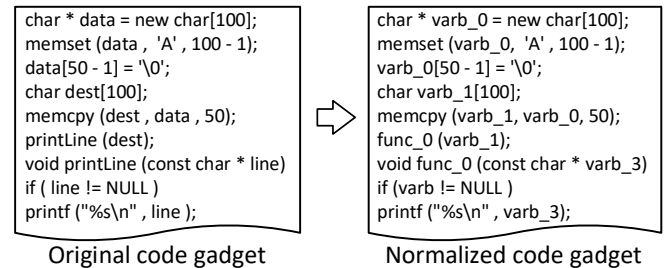 char * data = new char[100];
memset (data , 'A' , 100 - 1);
data[50 - 1] = '\0';
char dest[100];
memcpy (dest , data , 50);
printLine (dest);
void printLine (const char * line)
if ( line != NULL )
printf ("%s\n" , line );
Original code gadget
char * varb_0 = new char[100];
memset (varb_0, 'A' , 100 - 1);
varb_0[50 - 1] = '\0';
char varb_1[100];
memcpy (varb_1, varb_0, 50);
func_0 (varb_1);
void func_0 (const char * varb_3)
if (varb != NULL )
printf ("%s\n" , varb_3);
Normalized code gadget